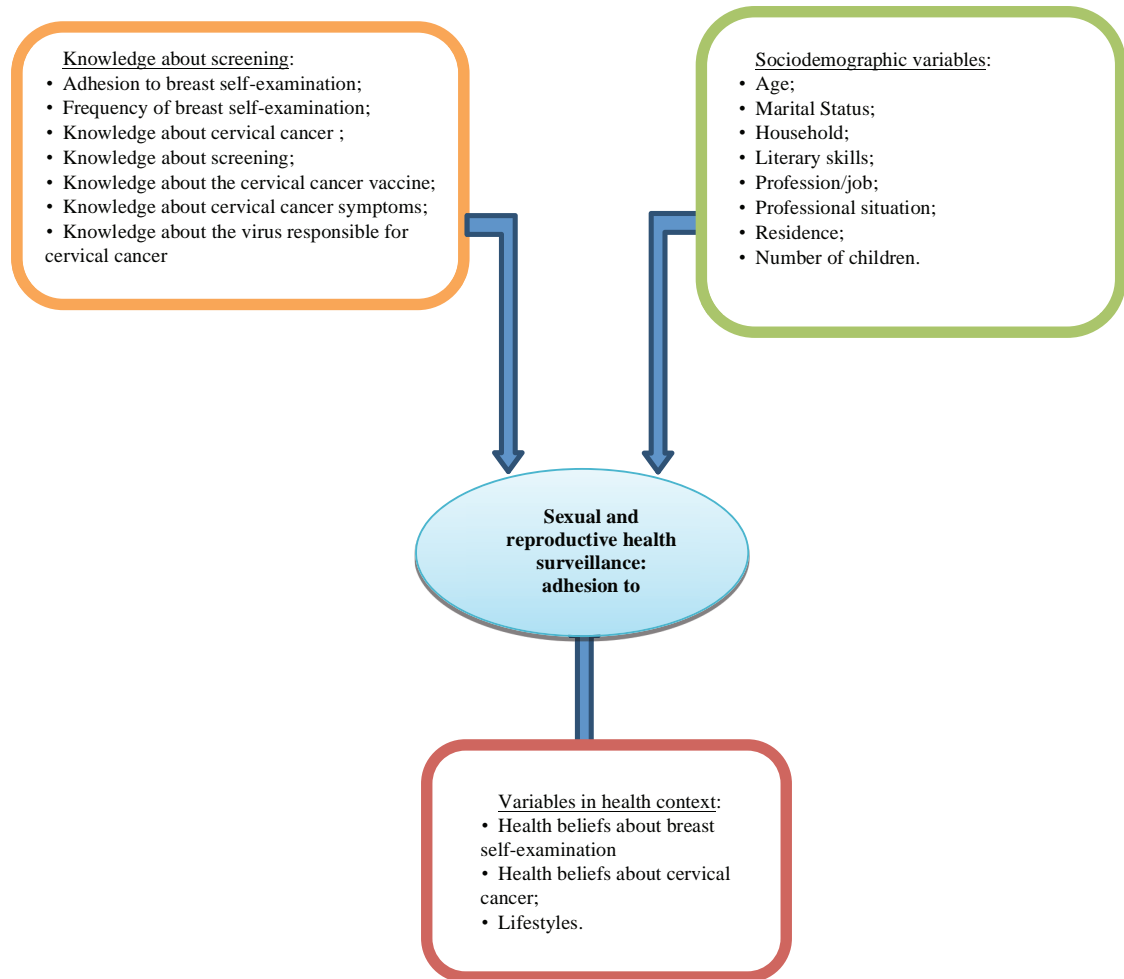 Knowledge about screening:
• Adhesion to breast self-examination;
• Frequency of breast self-examination;
• Knowledge about cervical cancer ;
• Knowledge about screening;
• Knowledge about the cervical cancer vaccine;
• Knowledge about cervical cancer symptoms;
• Knowledge about the virus responsible for
cervical cancer
Sociodemographic variables:
• Age;
• Marital Status;
• Household;
• Literary skills;
• Profession/job;
• Professional situation;
• Residence;
• Number of children.
Sexual and
reproductive health
surveillance:
adhesion to
Variables in health context:
• Health beliefs about breast
self-examination
• Health beliefs about cervical
cancer;
• Lifestyles.